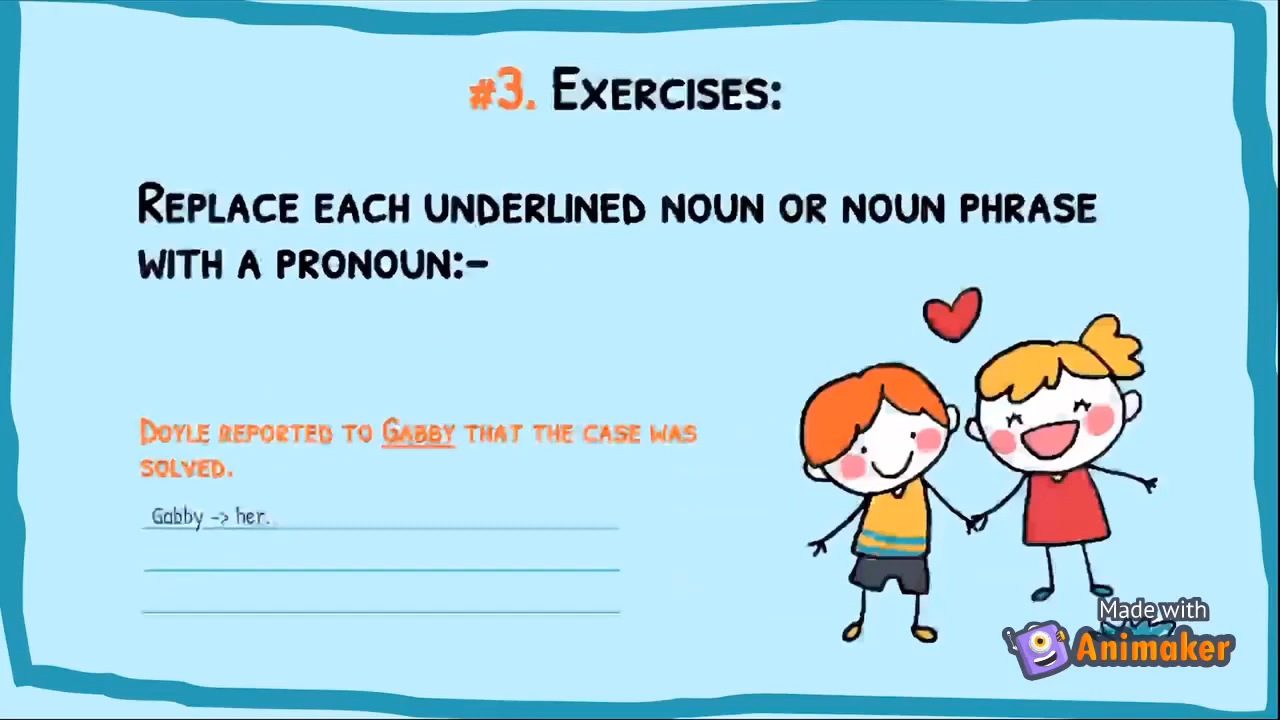 #3. Exercises:
Replace each underlined noun or noun phrase
with a pronoun:-
Doyle reported to Gabby that the case was
solved.
Gabby -> her.
Made with
Animaker